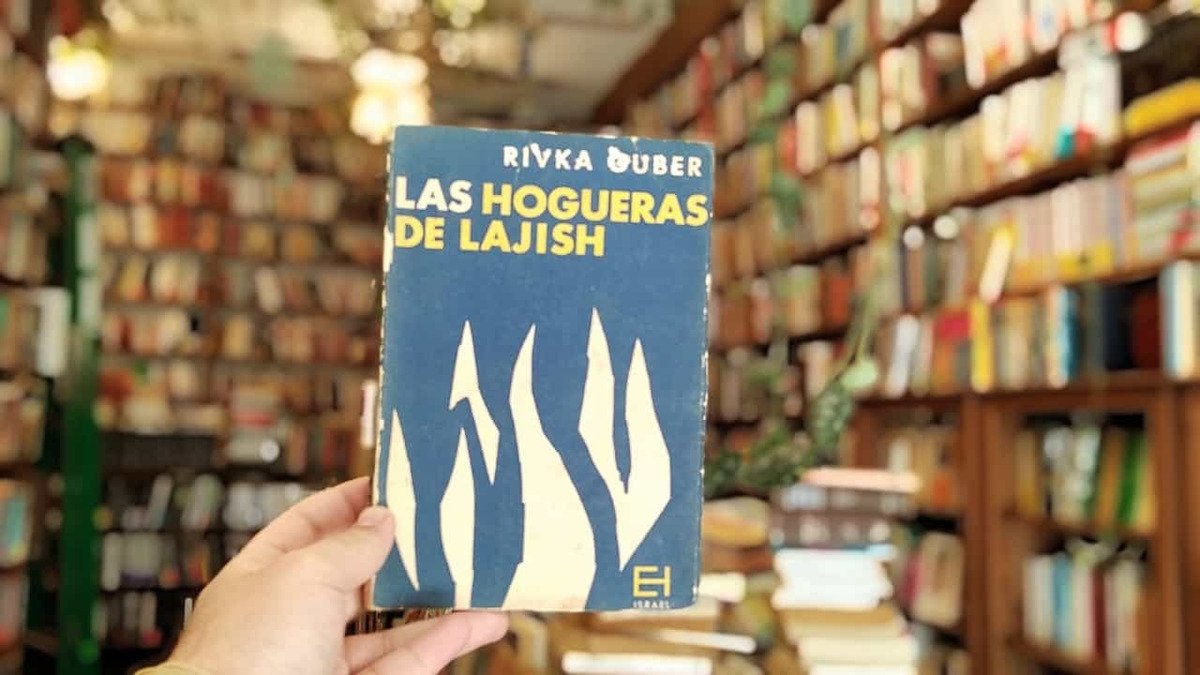 RIVKA GUBER
LAS HOGUERAS
DE LAJISH
EH
ISRAEL